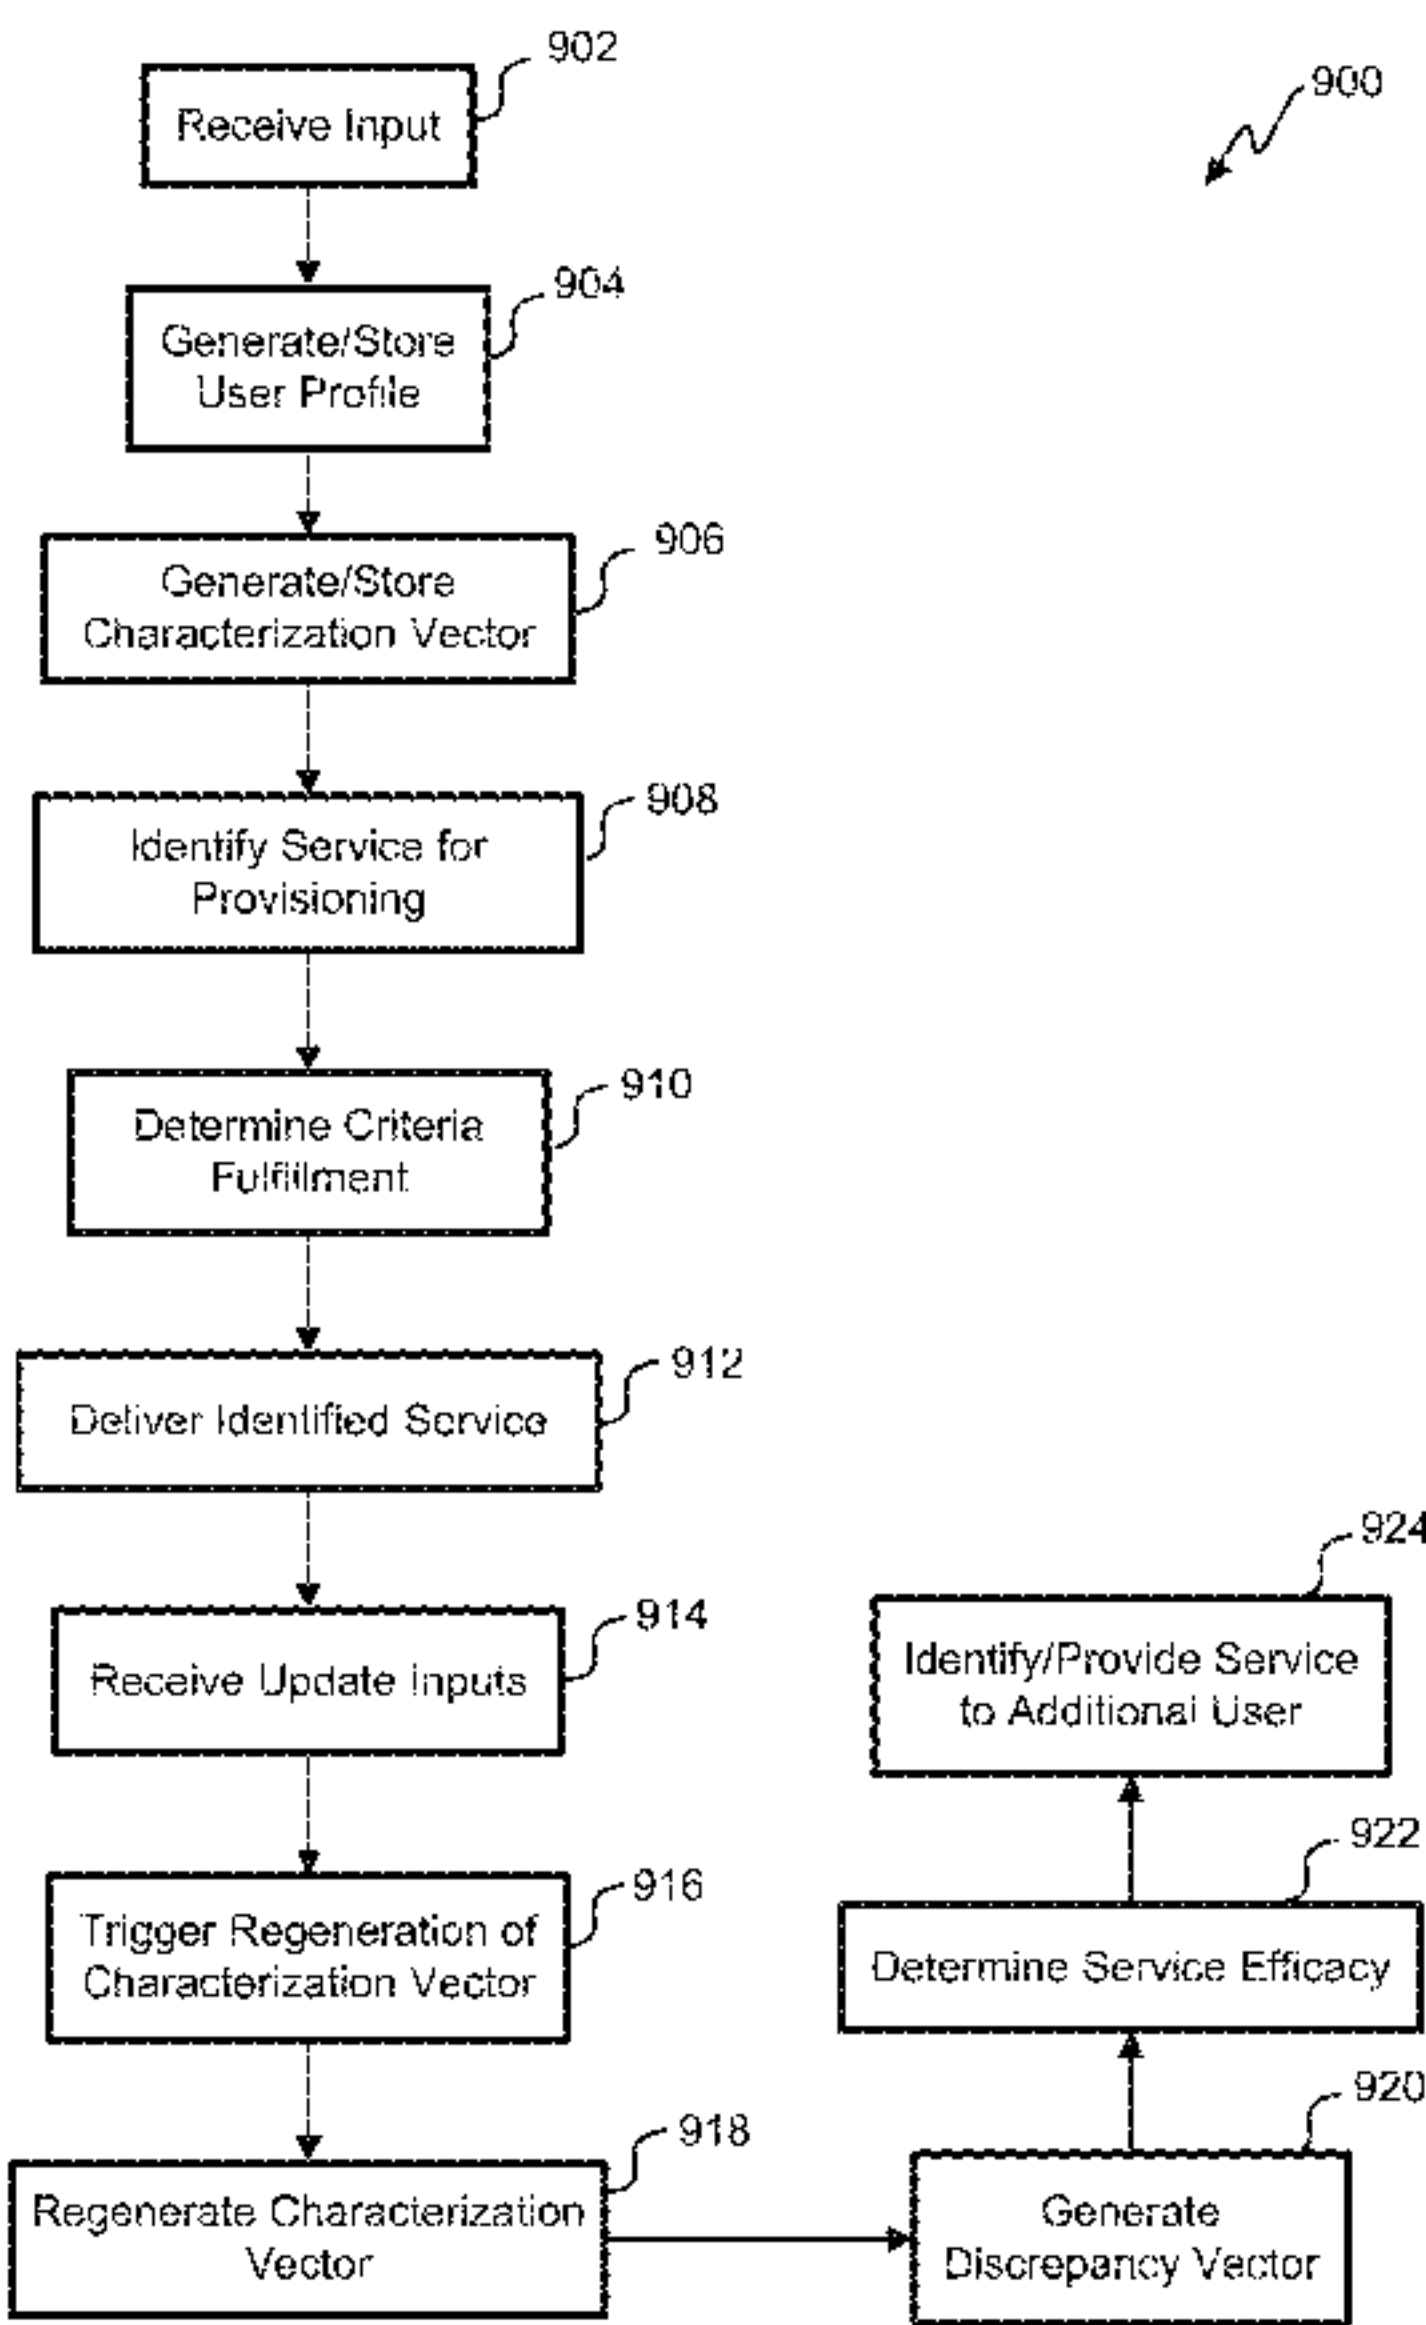 902
900
Receive Input
904
Generate/Store
User Profile
906
Generate/Store
Characterization Vector
908
Identify Service for
Provisioning
910
Determine Criteria
Fulfillment
912
Deliver Identified Service
914
Receive Update Inputs
916
Trigger Regeneration of
Characterization Vector
918
Regenerate Characterization
Vector
920
Generate
Discrepancy Vector
922
Determine Service Efficacy
924
Identify/Provide Service
to Additional User